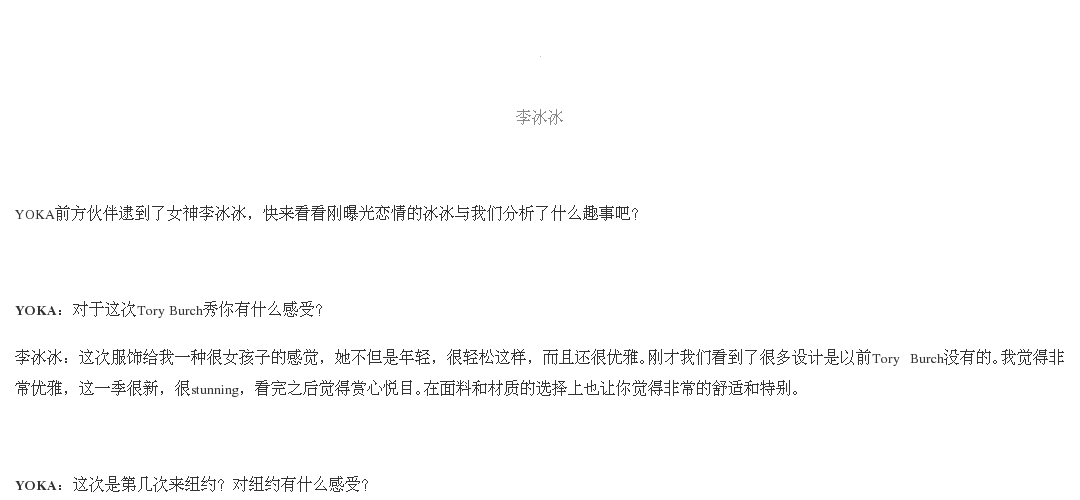 李冰冰
YOKA前方伙伴逮到了女神李冰冰，快来看看刚曝光恋情的冰冰与我们分析了什么趣事吧？
YOKA：对于这次Tory Burch秀你有什么感受？
李冰冰：这次服饰给我一种很女孩子的感觉，她不但是年轻，很轻松这样，而且还很优雅。刚才我们看到了很多设计是以前Tory Burch没有的。我觉得非
常优雅，这一季很新，很stunning，看完之后觉得赏心悦目。在面料和材质的选择上也让你觉得非常的舒适和特别。
YOKA：这次是第几次来纽约？对纽约有什么感受？